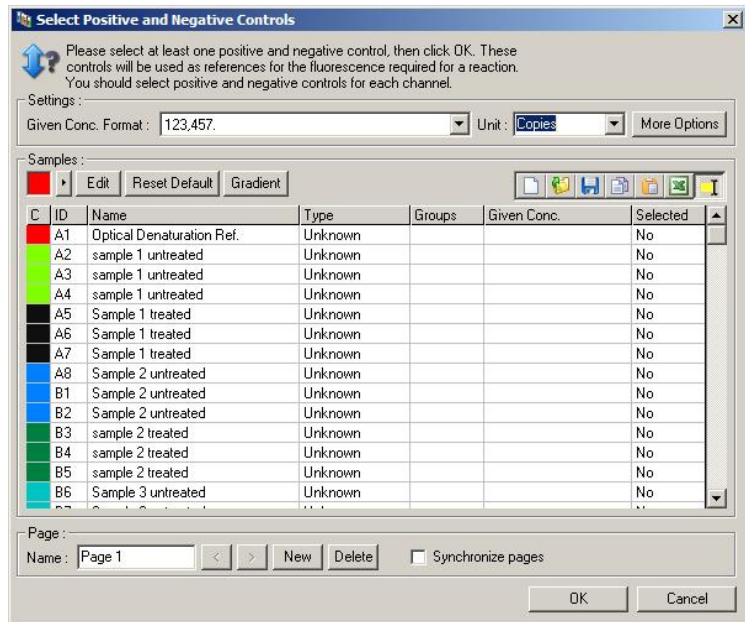 Select Positive and Negative Controls
Please select at least one positive and negative control, then click OK. These
controls will be used as references for the fluorescence required for a reaction.
You should select positive and negative controls for each channel.
Settings :
Given Conc. Format : 123,457. Unit : Copies More Options
Samples :
Edit Reset Default Gradient
C ID Name Type Groups Given Conc. Selected
A1 Optical Denaturation Ref. Unknown No
A2 sample 1 untreated Unknown No
A3 sample 1 untreated Unknown No
A4 sample 1 untreated Unknown No
A5 Sample 1 treated Unknown No
A6 Sample 1 treated Unknown No
A7 Sample 1 treated Unknown No
A8 Sample 2 untreated Unknown No
B1 Sample 2 untreated Unknown No
B2 Sample 2 untreated Unknown No
B3 sample 2 treated Unknown No
B4 sample 2 treated Unknown No
B5 sample 2 treated Unknown No
B6 Sample 3 untreated Unknown No
Page :
Name : Page 1 < > New Delete Synchronize pages
OK Cancel